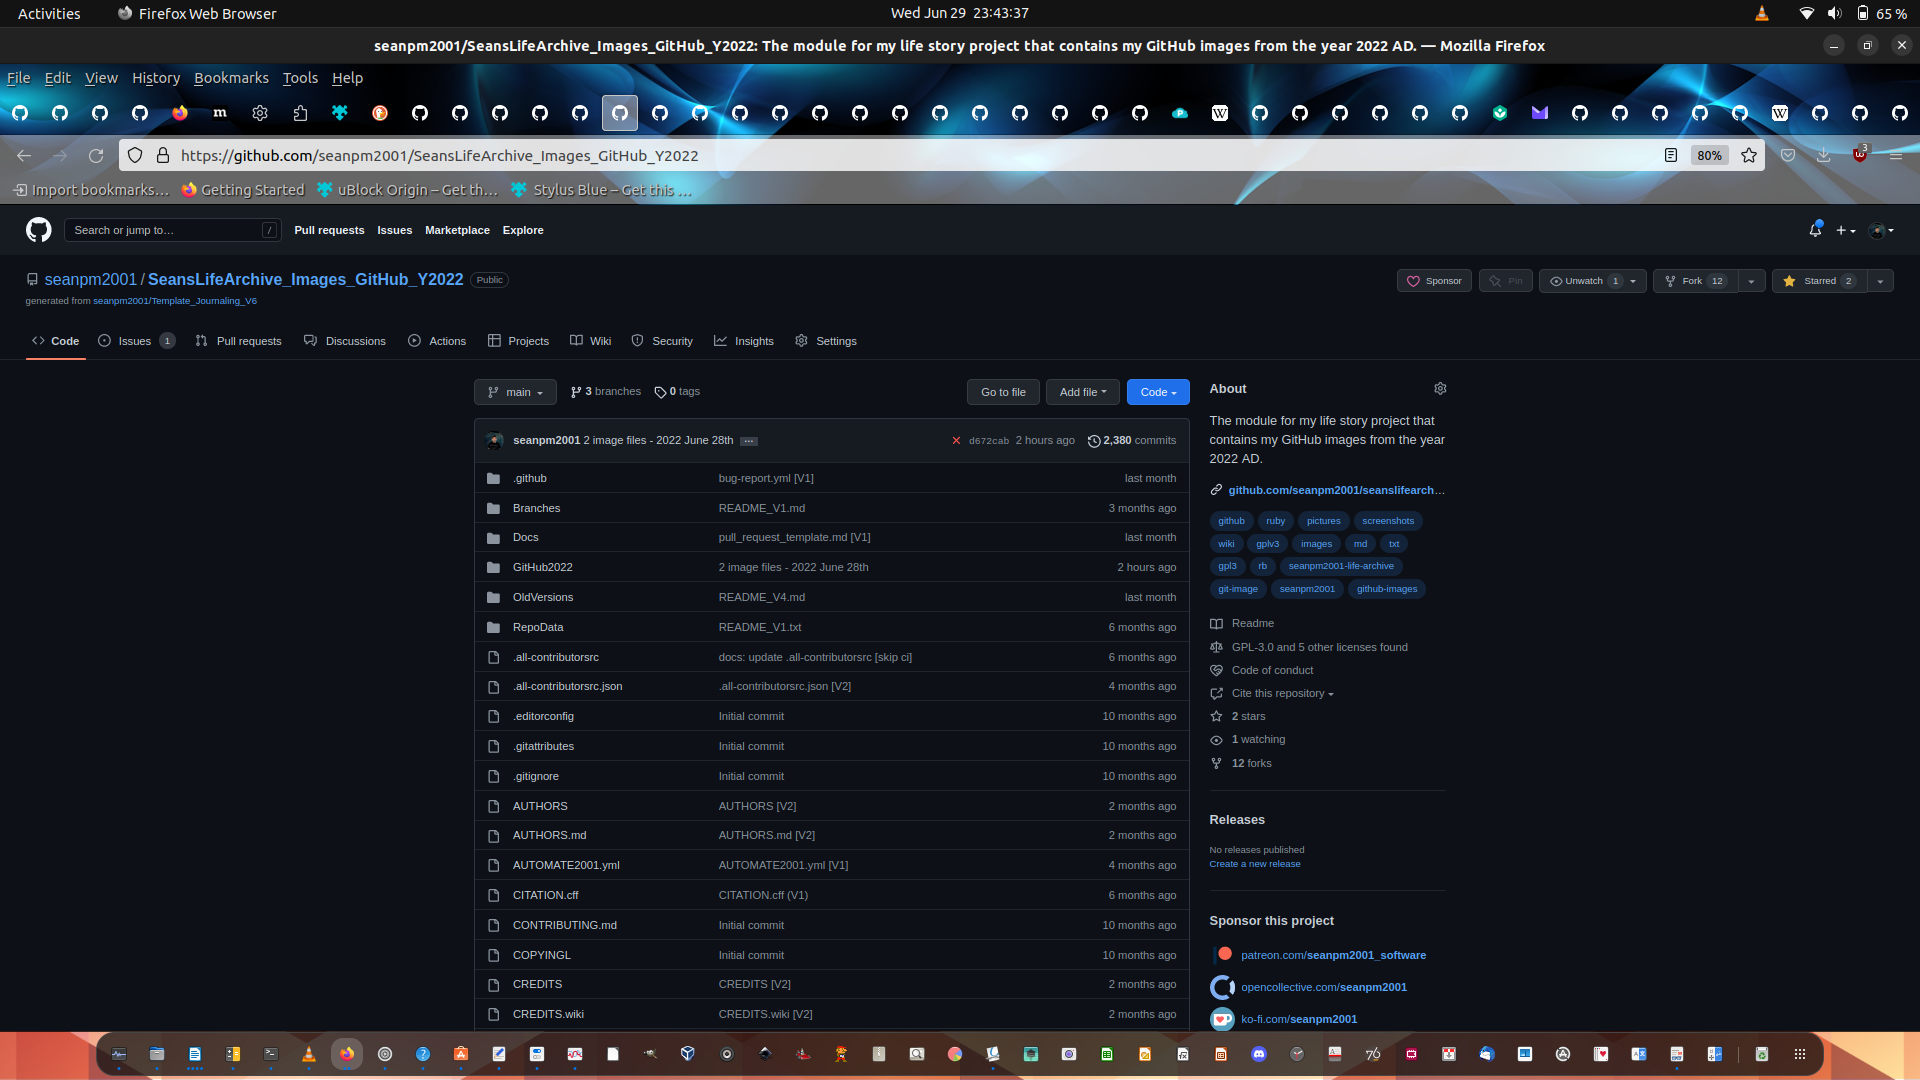 Activities Firefox Web Browser Wed Jun 29 23:43:37 65 %
seanpm2001/SeansLifeArchive_Images_GitHub_Y2022: The module for my life story project that contains my GitHub images from the year 2022 AD. — Mozilla Firefox
File Edit View History Bookmarks Tools Help
https://github.com/seanpm2001/SeansLifeArchive_Images_GitHub_Y2022 80% 3
Import bookmarks… Getting Started uBlock Origin – Get th… Stylus Blue – Get this …
Search or jump to… / Pull requests Issues Marketplace Explore
seanpm2001 / SeansLifeArchive_Images_GitHub_Y2022 Public Sponsor Pin Unwatch 1 Fork 12 Starred 2
generated from seanpm2001/Template_Journaling_V6
Code Issues 1 Pull requests Discussions Actions Projects Wiki Security Insights Settings
main 3 branches 0 tags Go to file Add file Code
seanpm2001 2 image files - 2022 June 28th … d672cab 2 hours ago 2,380 commits
.github bug-report.yml [V1] last month
Branches README_V1.md 3 months ago
Docs pull_request_template.md [V1] last month
GitHub2022 2 image files - 2022 June 28th 2 hours ago
OldVersions README_V4.md last month
RepoData README_V1.txt 6 months ago
.all-contributorsrc docs: update .all-contributorsrc [skip ci] 6 months ago
.all-contributorsrc.json .all-contributorsrc.json [V2] 4 months ago
.editorconfig Initial commit 10 months ago
.gitattributes Initial commit 10 months ago
.gitignore Initial commit 10 months ago
AUTHORS AUTHORS [V2] 2 months ago
AUTHORS.md AUTHORS.md [V2] 2 months ago
AUTOMATE2001.yml AUTOMATE2001.yml [V1] 4 months ago
CITATION.cff CITATION.cff (V1) 6 months ago
CONTRIBUTING.md Initial commit 10 months ago
COPYINGL Initial commit 10 months ago
CREDITS CREDITS [V2] 2 months ago
CREDITS.wiki CREDITS.wiki [V2] 2 months ago
About
The module for my life story project that
contains my GitHub images from the year
2022 AD.
github.com/seanpm2001/seanslifearch…
github ruby pictures screenshots
wiki gplv3 images md txt
gpl3 rb seanpm2001-life-archive
git-image seanpm2001 github-images
Readme
GPL-3.0 and 5 other licenses found
Code of conduct
Cite this repository
2 stars
1 watching
12 forks
Releases
No releases published
Create a new release
Sponsor this project
patreon.com/seanpm2001_software
opencollective.com/seanpm2001
ko-fi.com/seanpm2001